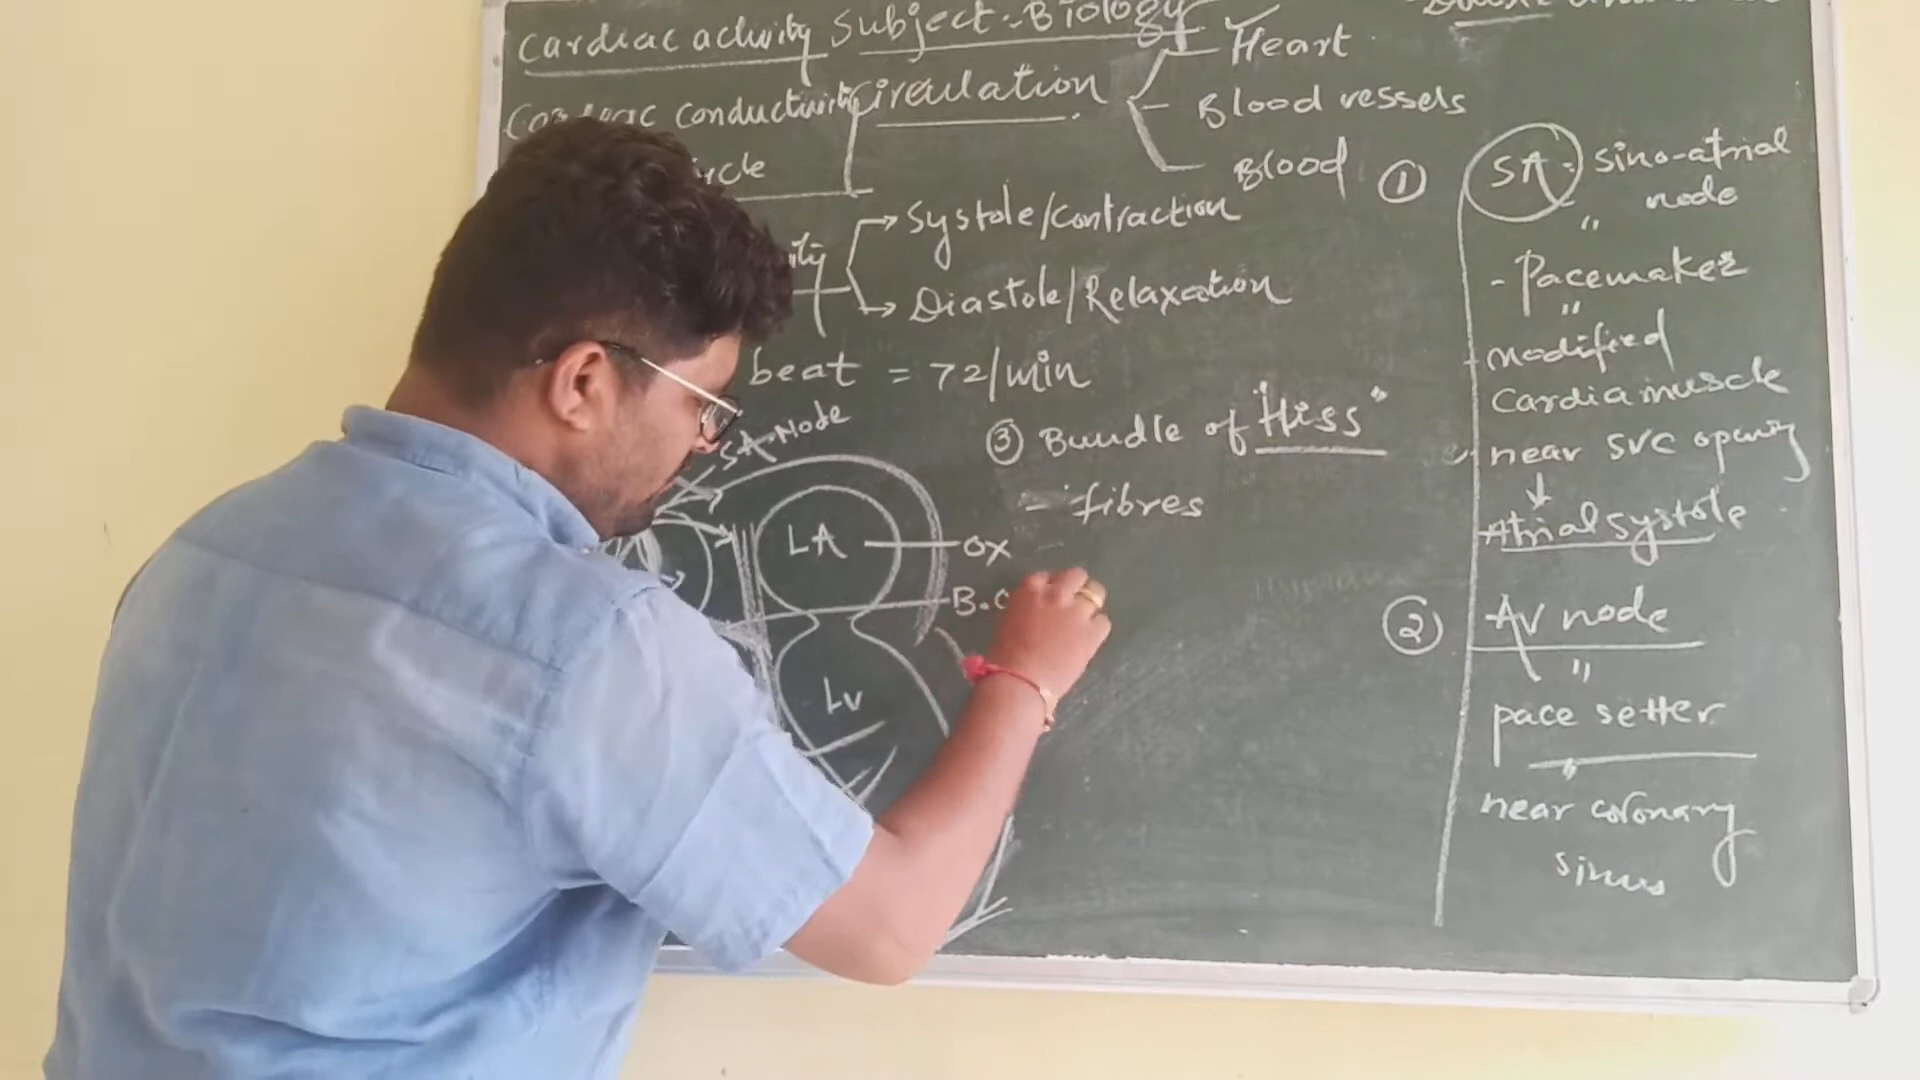 Cardiac activity Subject:-Biology
Heart
Cardiac conductivity
Circulation
Blood vessels
Blood
Systole/Contraction
Diastole/Relaxation
beat = 72/min
SA-Node
③ Bundle of "Hiss"
- fibres
LA
OX
LV
① SA- Sino-atrial
node
"
- Pacemaker
"
modified
Cardia muscle
near SVC opening
Atrial systole
② AV node
"
pace setter
"
near coronary
sinus